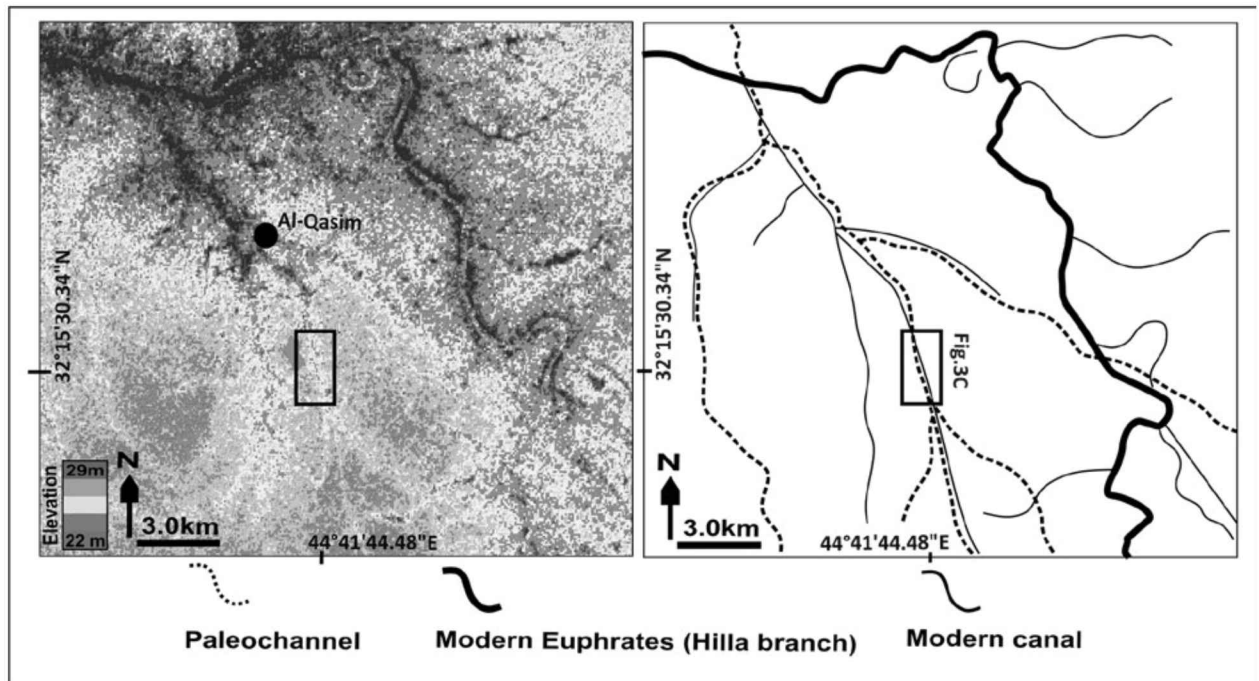 Al-Qasim
32°15'30.34"N
Elevation
29m
22 m
N
3.0km
44°41'44.48"E
32°15'30.34"N
Fig.3C
N
3.0km
44°41'44.48"E
Paleochannel
Modern Euphrates (Hilla branch)
Modern canal